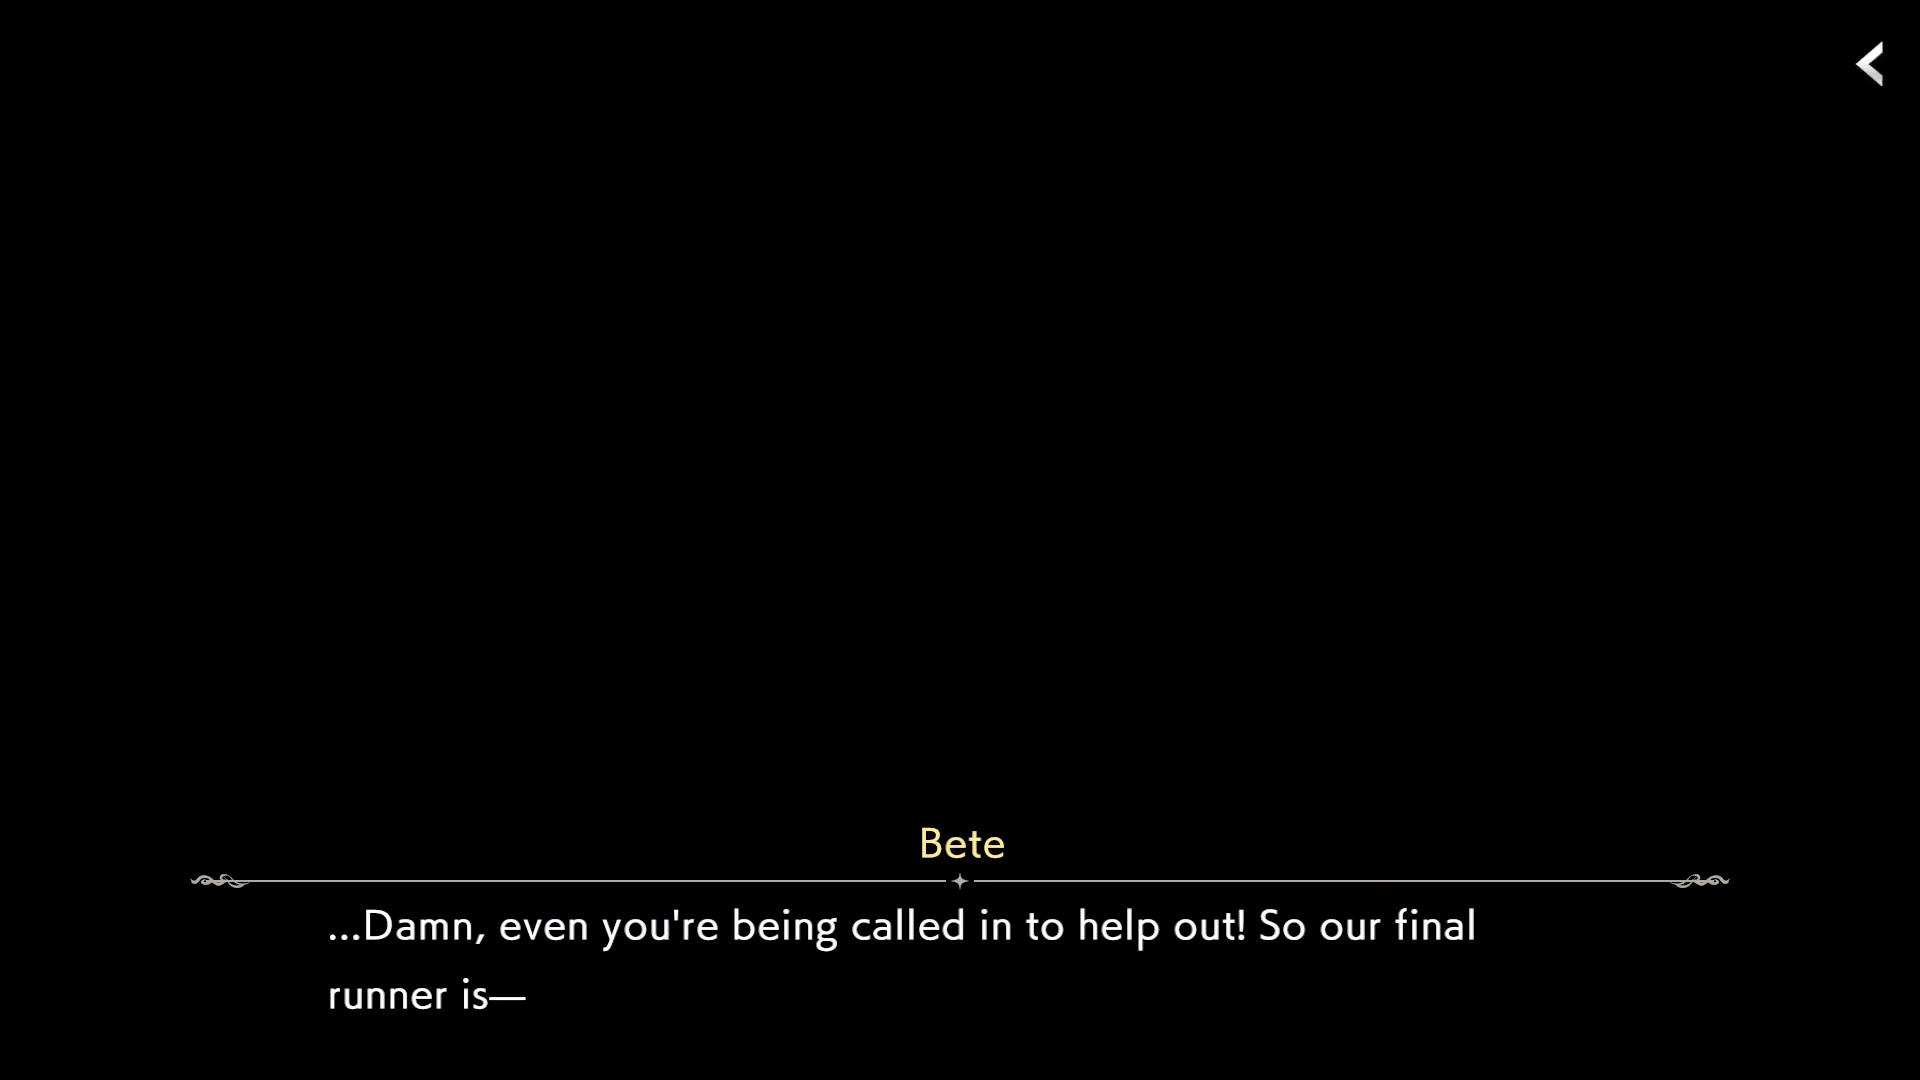 Bete
...Damn, even you're being called in to help out! So our final
runner is—